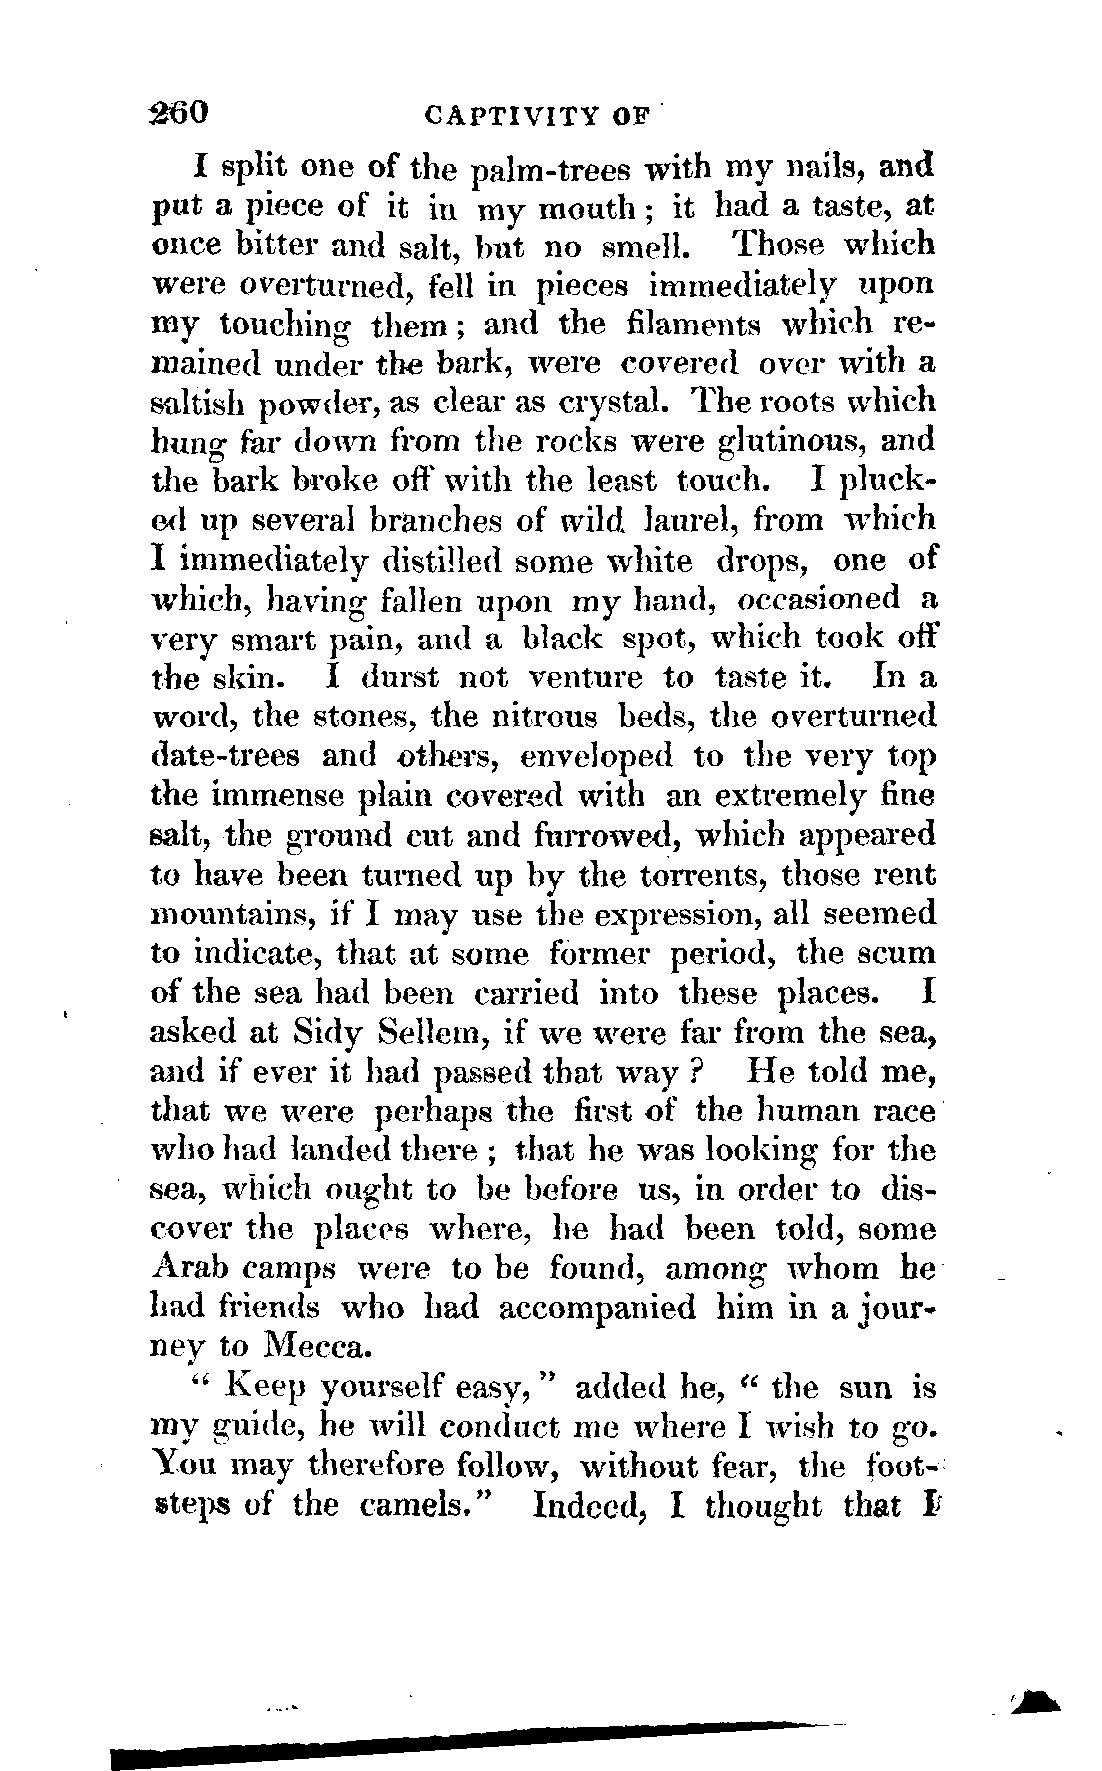 260 CAPTIVITY OF
I split one of the palm-trees with my nails, and
put a piece of it in my mouth ; it had a taste, at
once bitter and salt, but no smell. Those which
were overturned, fell in pieces immediately upon
my touching them ; and the filaments which re-
mained under the bark, were covered over with a
saltish powder, as clear as crystal. The roots which
hung far down from the rocks were glutinous, and
the bark broke off with the least touch. I pluck-
ed up several branches of wild laurel, from which
I immediately distilled some white drops, one of
which, having fallen upon my hand, occasioned a
very smart pain, and a black spot, which took off
the skin. I durst not venture to taste it. In a
word, the stones, the nitrous beds, the overturned
date-trees and others, enveloped to the very top
the immense plain covered with an extremely fine
salt, the ground cut and furrowed, which appeared
to have been turned up by the torrents, those rent
mountains, if I may use the expression, all seemed
to indicate, that at some former period, the scum
of the sea had been carried into these places. I
asked at Sidy Sellem, if we were far from the sea,
and if ever it had passed that way ? He told me,
that we were perhaps the first of the human race
who had landed there ; that he was looking for the
sea, which ought to be before us, in order to dis-
cover the places where, he had been told, some
Arab camps were to be found, among whom he
had friends who had accompanied him in a jour-
ney to Mecca.
“ Keep yourself easy, ” added he, “ the sun is
my guide, he will conduct me where I wish to go.
You may therefore follow, without fear, the foot-
steps of the camels.” Indeed, I thought that I